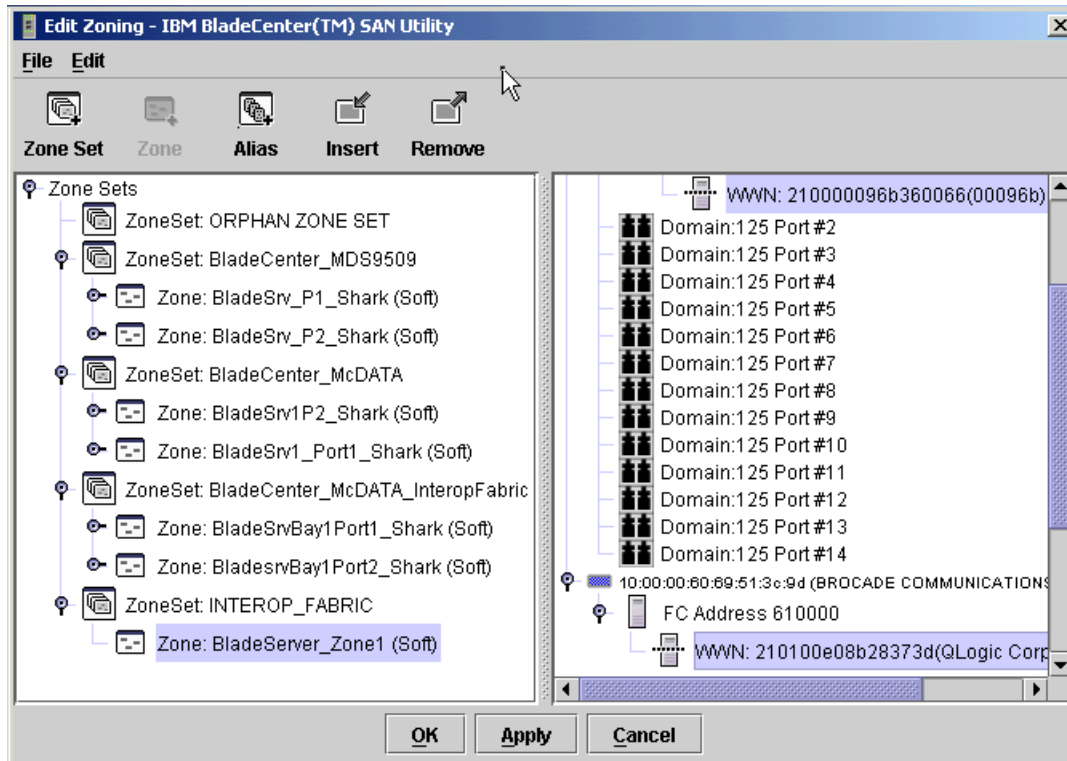 Edit Zoning - IBM BladeCenter(TM) SAN Utility
File Edit
Zone Set Zone Alias Insert Remove
Zone Sets
ZoneSet: ORPHAN ZONE SET
ZoneSet: BladeCenter_MDS9509
Zone: BladeSrv_P1_Shark (Soft)
Zone: BladeSrv_P2_Shark (Soft)
ZoneSet: BladeCenter_McDATA
Zone: BladeSrv1P2_Shark (Soft)
Zone: BladeSrv1_Port1_Shark (Soft)
ZoneSet: BladeCenter_McDATA_InteropFabric
Zone: BladeSrvBay1Port1_Shark (Soft)
Zone: BladesrvBay1Port2_Shark (Soft)
ZoneSet: INTEROP_FABRIC
Zone: BladeServer_Zone1 (Soft)
WWN: 210000096b360066(00096b)
Domain:125 Port#2
Domain:125 Port#3
Domain:125 Port#4
Domain:125 Port#5
Domain:125 Port#6
Domain:125 Port#7
Domain:125 Port#8
Domain:125 Port#9
Domain:125 Port#10
Domain:125 Port#11
Domain:125 Port#12
Domain:125 Port#13
Domain:125 Port#14
10:00:00:60:69:51:3c:9d (BROCADE COMMUNICATIONS
FC Address 610000
WWN: 210100e08b28373d(QLogic Corp
OK Apply Cancel